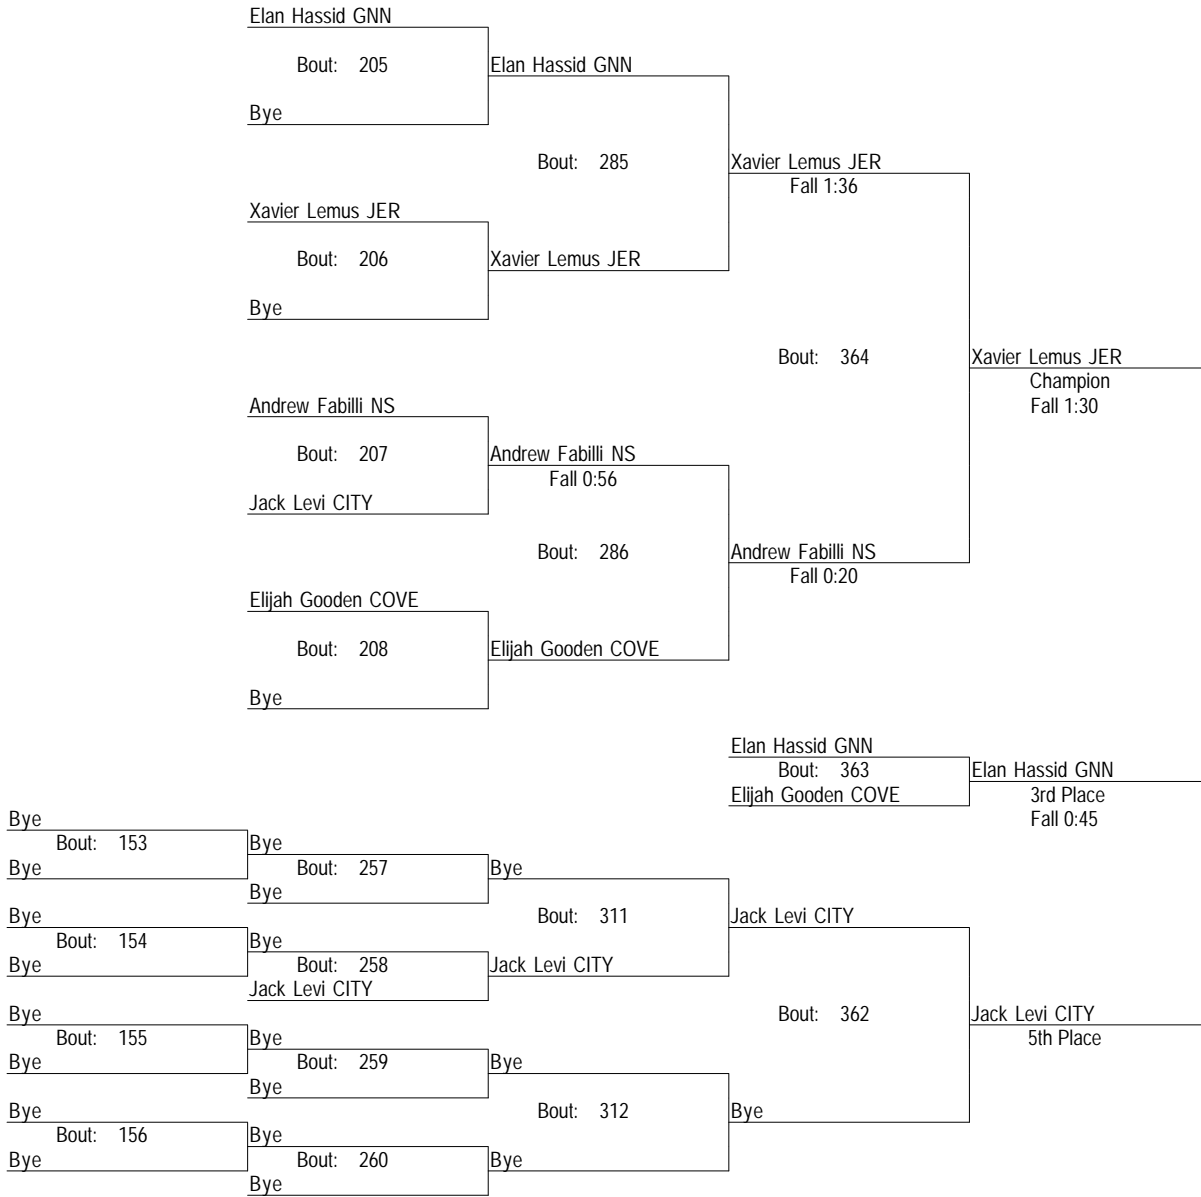 Elan Hassid GNN
Bout: 205 Elan Hassid GNN
Bye
Bout: 285 Xavier Lemus JER
Fall 1:36
Xavier Lemus JER
Bout: 206 Xavier Lemus JER
Bye
Bout: 364 Xavier Lemus JER
Champion
Fall 1:30
Andrew Fabilli NS
Bout: 207 Andrew Fabilli NS
Fall 0:56
Jack Levi CITY
Bout: 286 Andrew Fabilli NS
Fall 0:20
Elijah Gooden COVE
Bout: 208 Elijah Gooden COVE
Bye
Elan Hassid GNN
Bout: 363 Elan Hassid GNN
Elijah Gooden COVE 3rd Place
Fall 0:45
Bye
Bout: 153 Bye
Bye Bout: 257 Bye
Bye
Bye Bout: 311 Jack Levi CITY
Bout: 154 Bye
Bye Bout: 258 Jack Levi CITY
Jack Levi CITY
Bye Bout: 362 Jack Levi CITY
Bout: 155 Bye 5th Place
Bye Bout: 259 Bye
Bye
Bye Bout: 312 Bye
Bout: 156 Bye
Bye Bout: 260 Bye
Bye